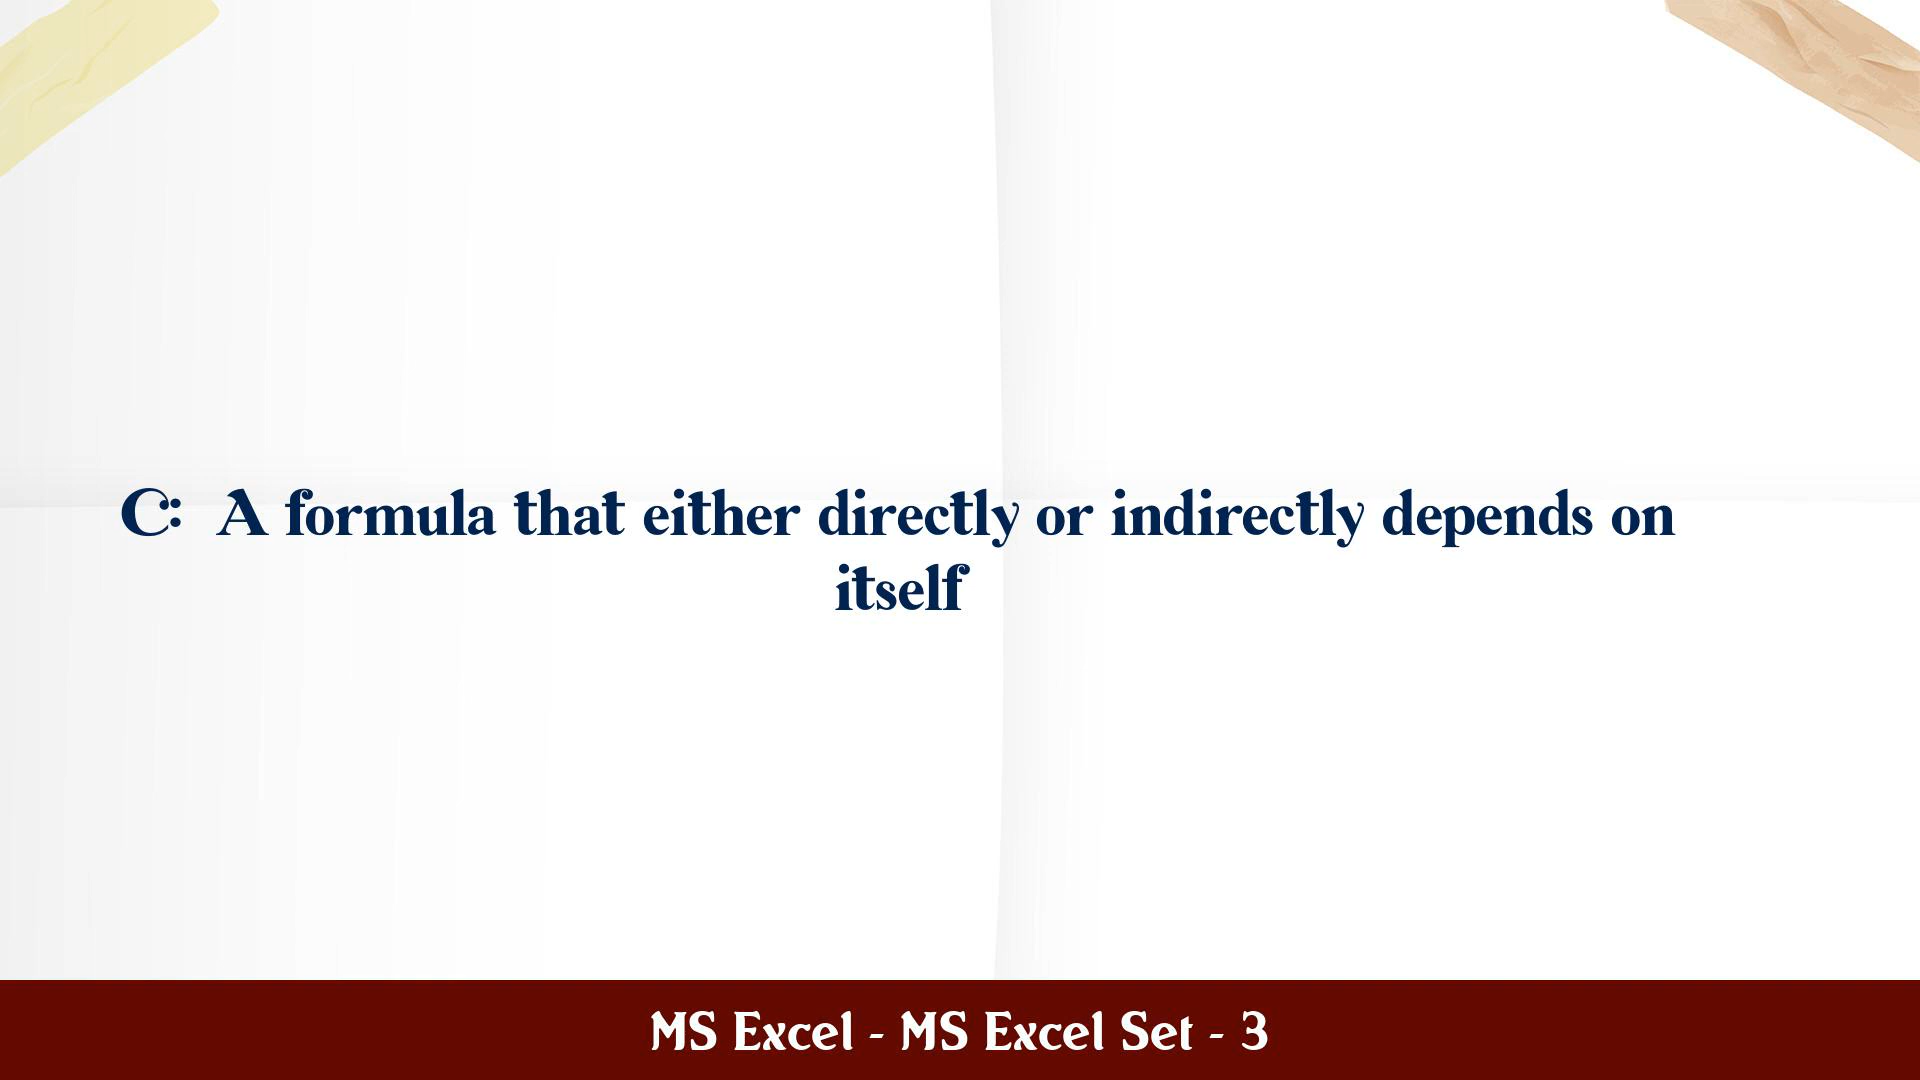 C: A formula that either directly or indirectly depends on
itself
MS Excel - MS Excel Set - 3